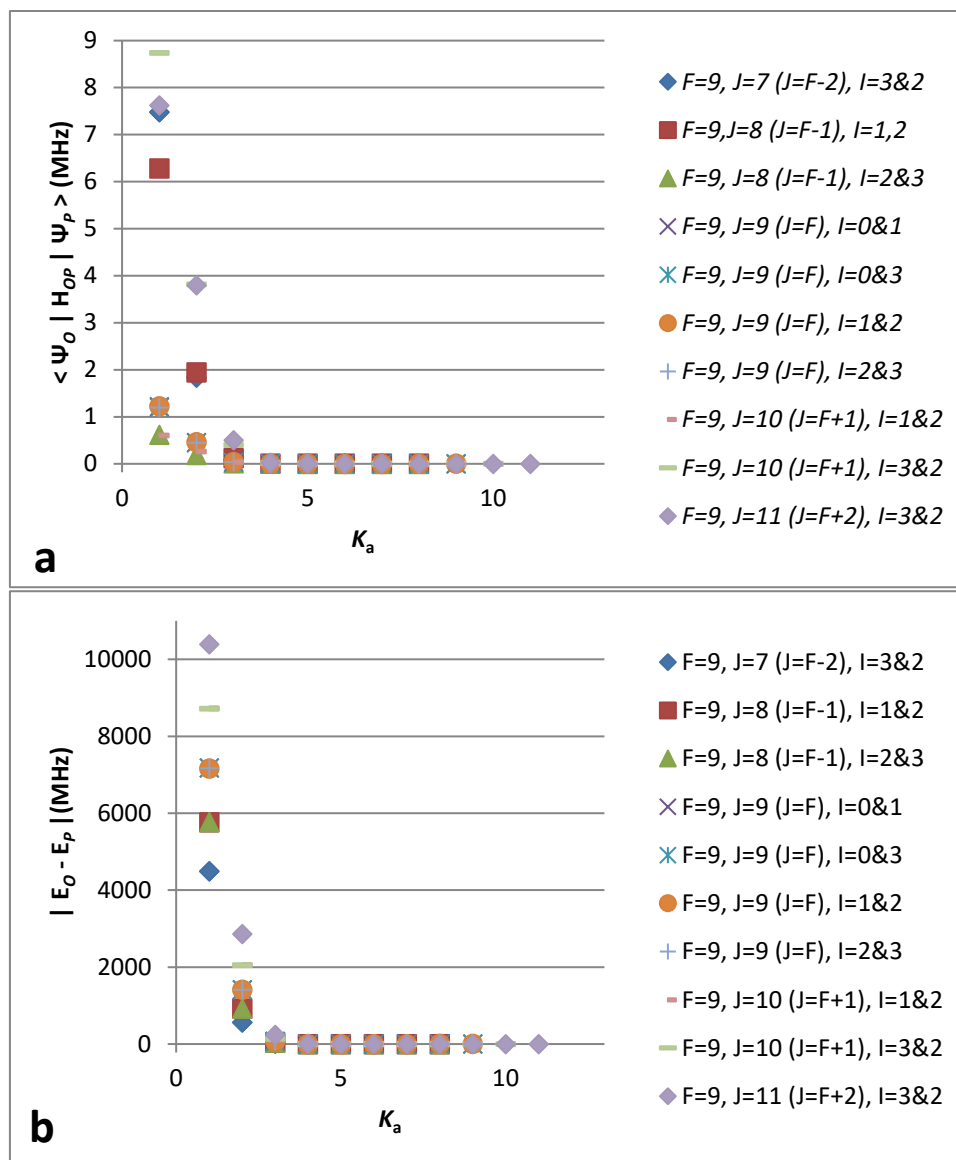 9
8
7
6
5
4
3
2
1
0
0
5
10
< Ψ_O | H_OP | Ψ_P > (MHz)
K_a
F=9, J=7 (J=F-2), I=3&2
F=9,J=8 (J=F-1), I=1,2
F=9, J=8 (J=F-1), I=2&3
F=9, J=9 (J=F), I=0&1
F=9, J=9 (J=F), I=0&3
F=9, J=9 (J=F), I=1&2
F=9, J=9 (J=F), I=2&3
F=9, J=10 (J=F+1), I=1&2
F=9, J=10 (J=F+1), I=3&2
F=9, J=11 (J=F+2), I=3&2
a
10000
8000
6000
4000
2000
0
0
5
10
| E_O - E_P | (MHz)
K_a
F=9, J=7 (J=F-2), I=3&2
F=9, J=8 (J=F-1), I=1&2
F=9, J=8 (J=F-1), I=2&3
F=9, J=9 (J=F), I=0&1
F=9, J=9 (J=F), I=0&3
F=9, J=9 (J=F), I=1&2
F=9, J=9 (J=F), I=2&3
F=9, J=10 (J=F+1), I=1&2
F=9, J=10 (J=F+1), I=3&2
F=9, J=11 (J=F+2), I=3&2
b